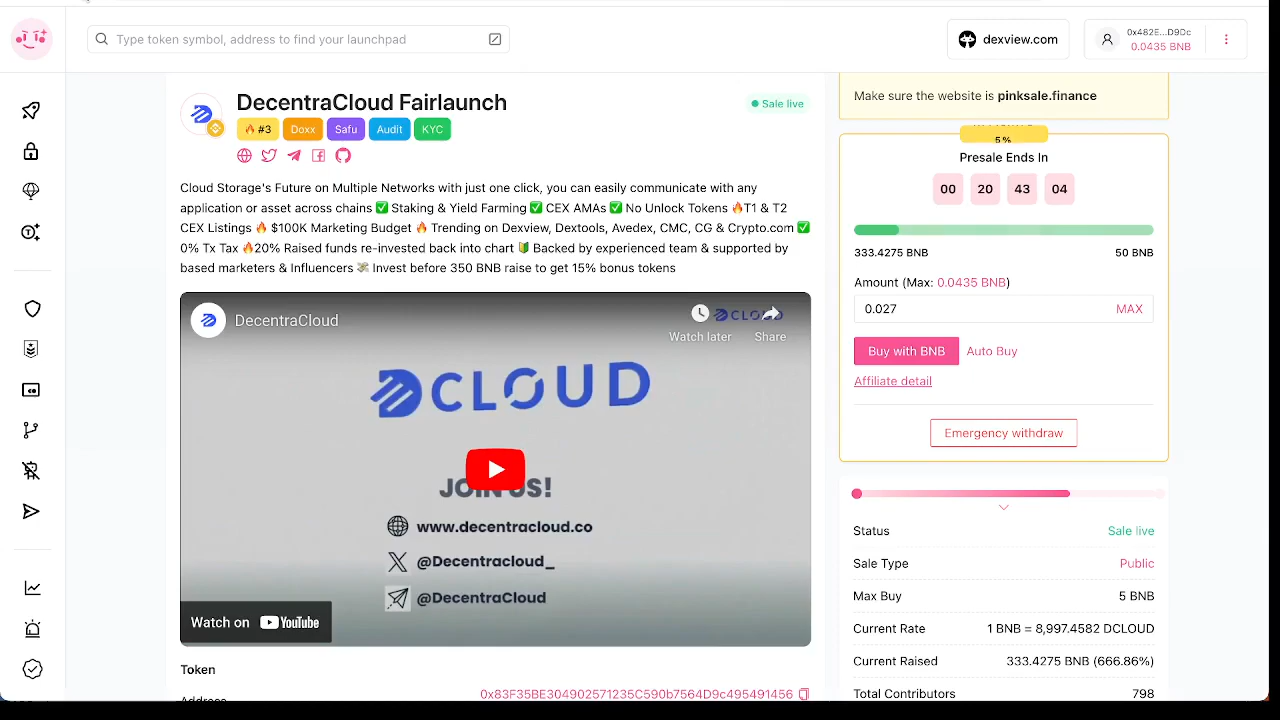 Type token symbol, address to find your launchpad
dexview.com
0x482E...D9Dc
0.0435 BNB
DecentraCloud Fairlaunch
Sale live
🔥 #3
Doxx
Safu
Audit
KYC
Cloud Storage's Future on Multiple Networks with just one click, you can easily communicate with any
application or asset across chains ✅ Staking & Yield Farming ✅ CEX AMAs ✅ No Unlock Tokens 🔥T1 & T2
CEX Listings 🔥 $100K Marketing Budget 🔥 Trending on Dexview, Dextools, Avedex, CMC, CG & Crypto.com ✅
0% Tx Tax 🔥20% Raised funds re-invested back into chart 🔰 Backed by experienced team & supported by
based marketers & Influencers 💸 Invest before 350 BNB raise to get 15% bonus tokens
DecentraCloud
DCLOUD
Watch later
Share
DCLOUD
JOIN US!
www.decentracloud.co
@Decentracloud_
@DecentraCloud
Watch on YouTube
Token
Address
0x83F35BE304902571235C590b7564D9c495491456
Make sure the website is pinksale.finance
5%
Presale Ends In
00 20 43 04
333.4275 BNB
50 BNB
Amount (Max: 0.0435 BNB)
0.027
MAX
Buy with BNB
Auto Buy
Affiliate detail
Emergency withdraw
Status
Sale live
Sale Type
Public
Max Buy
5 BNB
Current Rate
1 BNB = 8,997.4582 DCLOUD
Current Raised
333.4275 BNB (666.86%)
Total Contributors
798